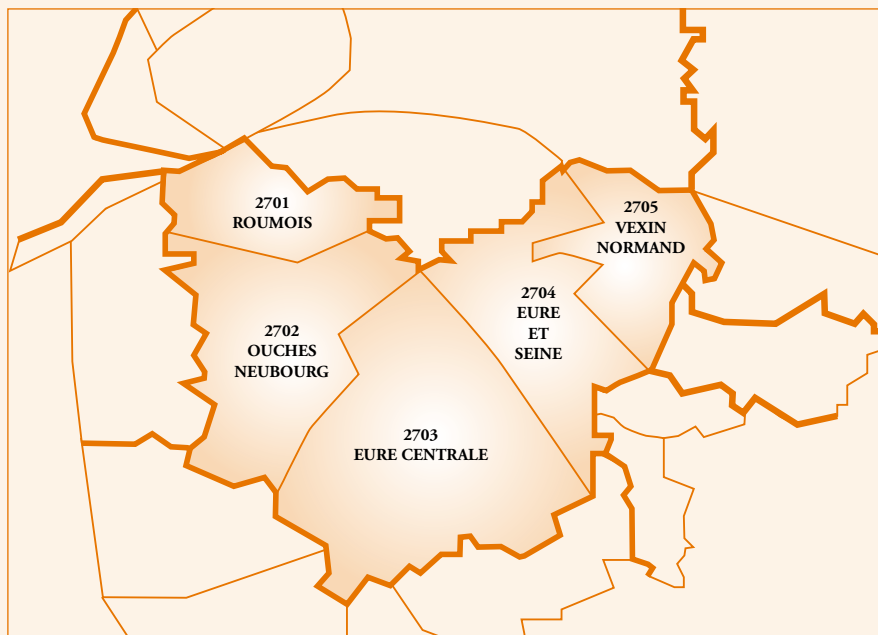 2701
ROUMOIS
2705
VEXIN
NORMAND
2702
OUCHES
NEUBOURG
2704
EURE
ET
SEINE
2703
EURE CENTRALE